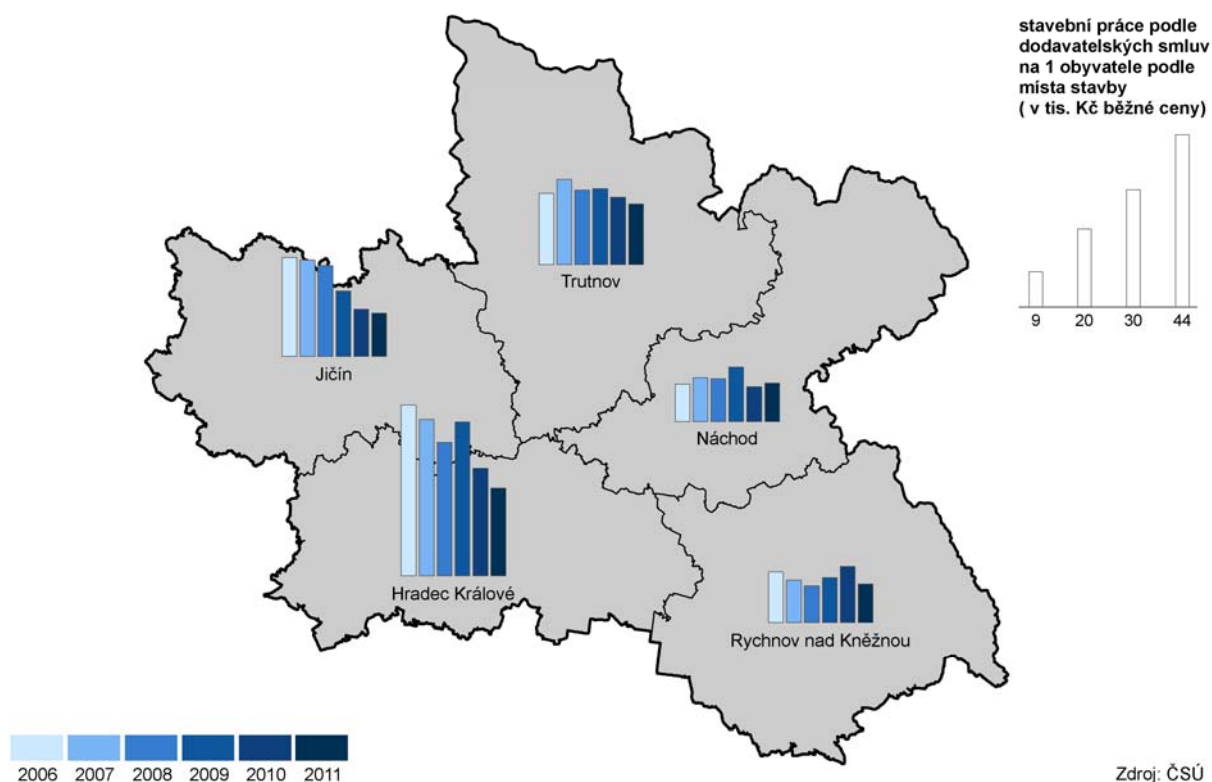 stavební práce podle
dodavatelských smluv
na 1 obyvatele podle
místa stavby
( v tis. Kč běžné ceny)
9 20 30 44
Trutnov
Jičín
Náchod
Hradec Králové
Rychnov nad Kněžnou
2006 2007 2008 2009 2010 2011
Zdroj: ČSÚ